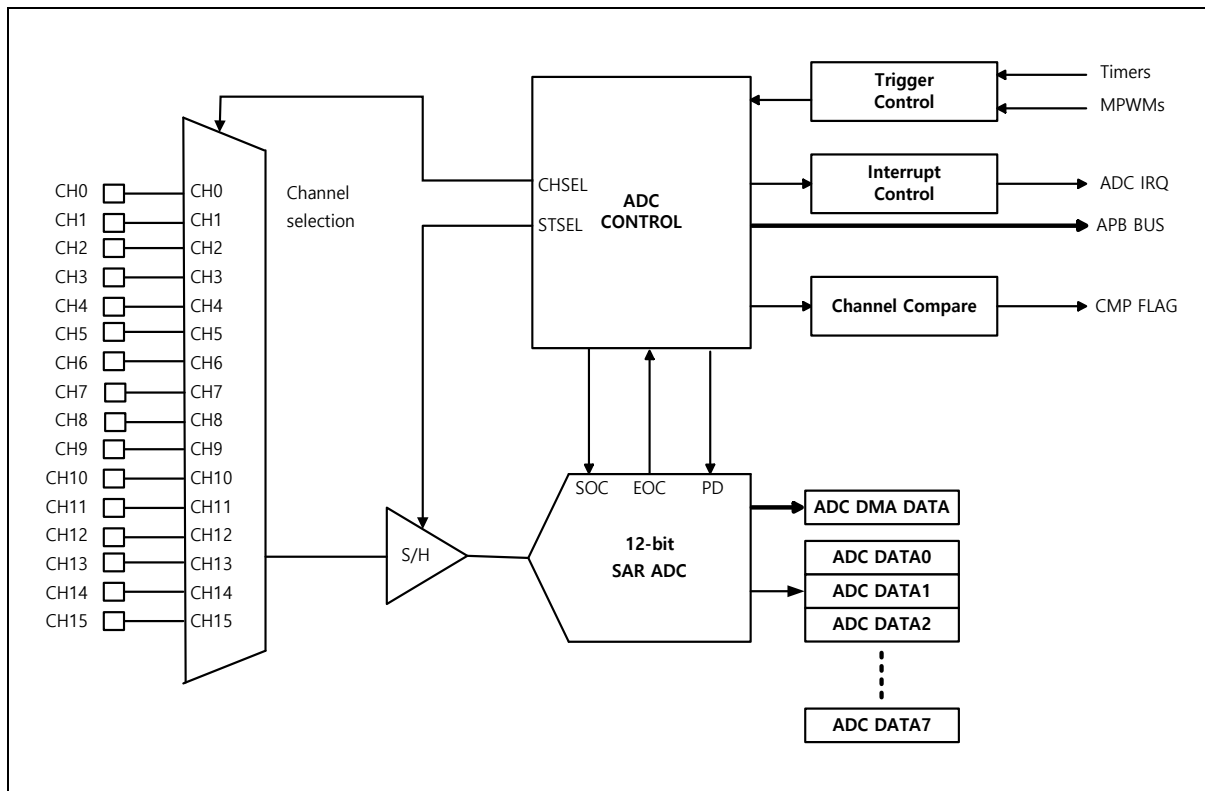 Timers
Trigger
Control
MPWMs
CHSEL
STSEL
ADC
CONTROL
Interrupt
Control
ADC IRQ
APB BUS
Channel Compare
CMP FLAG
Channel
selection
CH0 CH0
CH1 CH1
CH2 CH2
CH3 CH3
CH4 CH4
CH5 CH5
CH6 CH6
CH7 CH7
CH8 CH8
CH9 CH9
CH10 CH10
CH11 CH11
CH12 CH12
CH13 CH13
CH14 CH14
CH15 CH15
S/H
SOC EOC PD
12-bit
SAR ADC
ADC DMA DATA
ADC DATA0
ADC DATA1
ADC DATA2
ADC DATA7